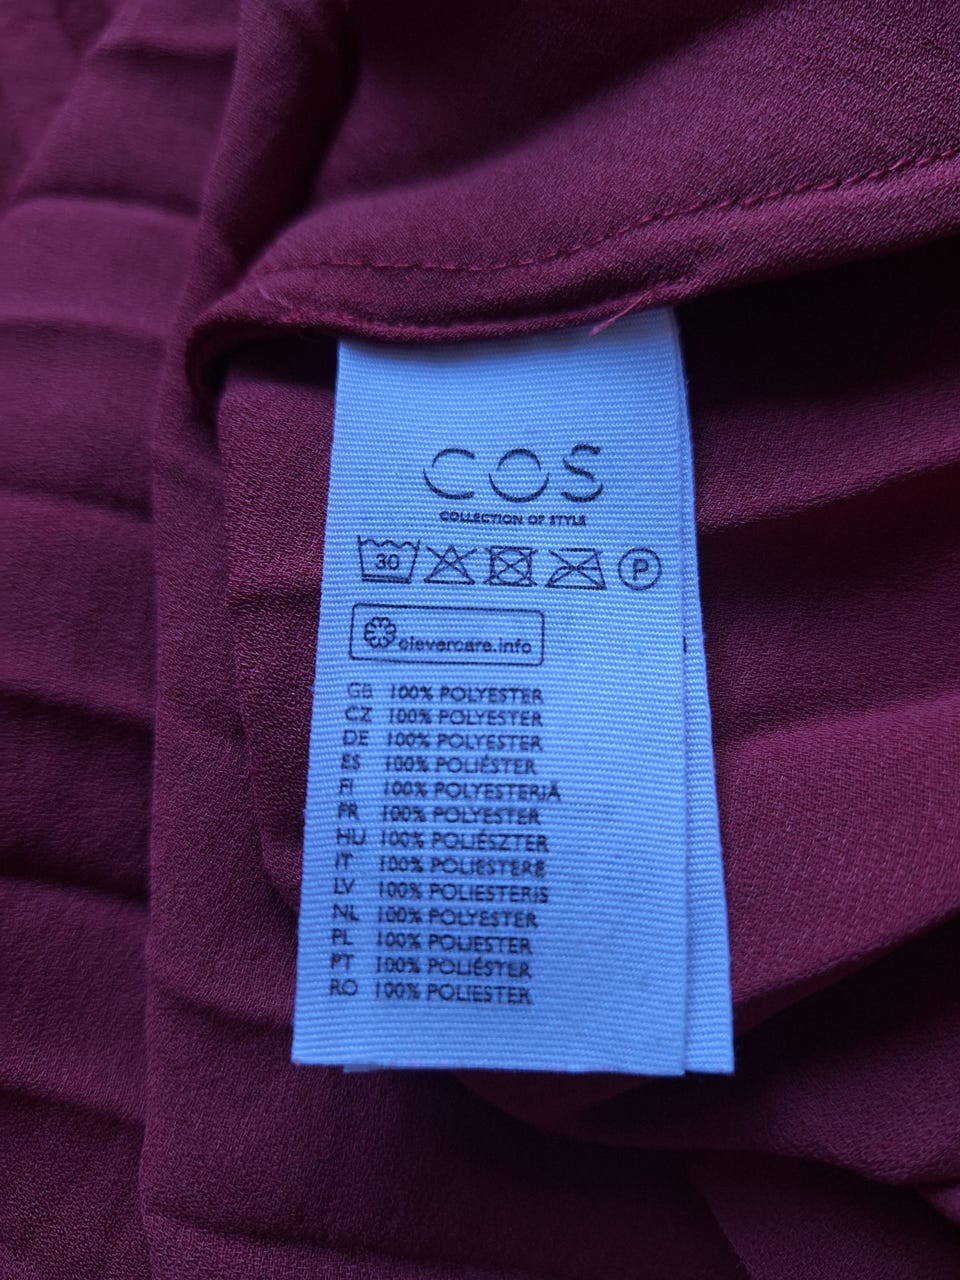 COS
COLLECTION OF STYLE
30 P
clevercare.info
GB 100% POLYESTER
CZ 100% POLYESTER
DE 100% POLYESTER
ES 100% POLIÉSTER
FI 100% POLYESTERIÄ
FR 100% POLYESTER
HU 100% POLIÉSZTER
IT 100% POLIESTERE
LV 100% POLIESTERIS
NL 100% POLYESTER
PL 100% POLIESTER
PT 100% POLIÉSTER
RO 100% POLIESTER